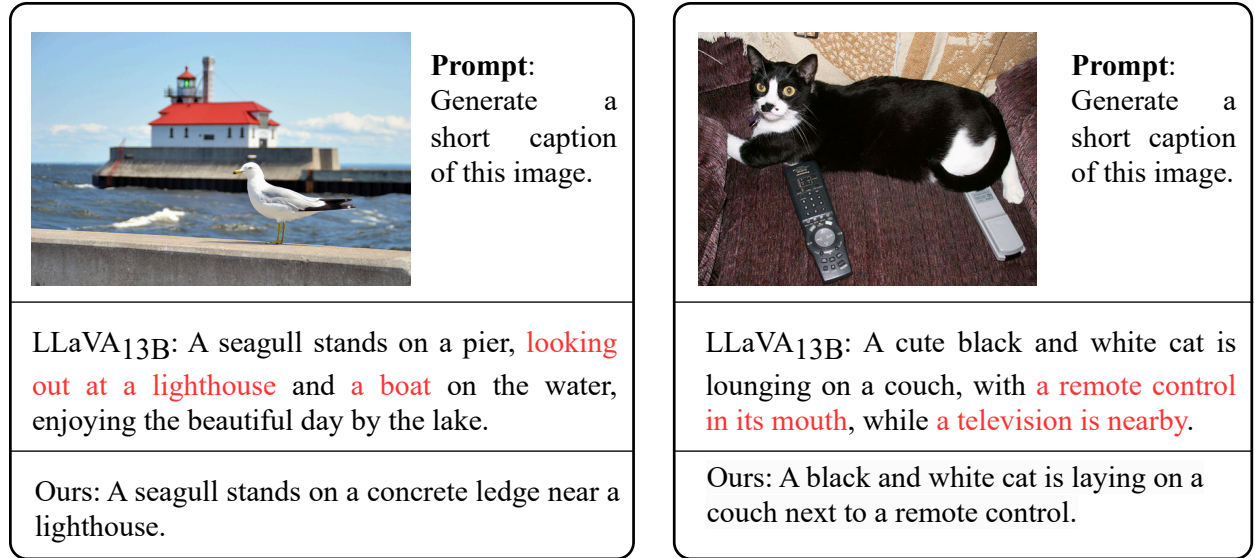 Prompt:
Generate a
short caption
of this image.
LLaVA13B: A seagull stands on a pier, looking
out at a lighthouse and a boat on the water,
enjoying the beautiful day by the lake.
Ours: A seagull stands on a concrete ledge near a
lighthouse.
Prompt:
Generate a
short caption
of this image.
LLaVA13B: A cute black and white cat is
lounging on a couch, with a remote control
in its mouth, while a television is nearby.
Ours: A black and white cat is laying on a
couch next to a remote control.